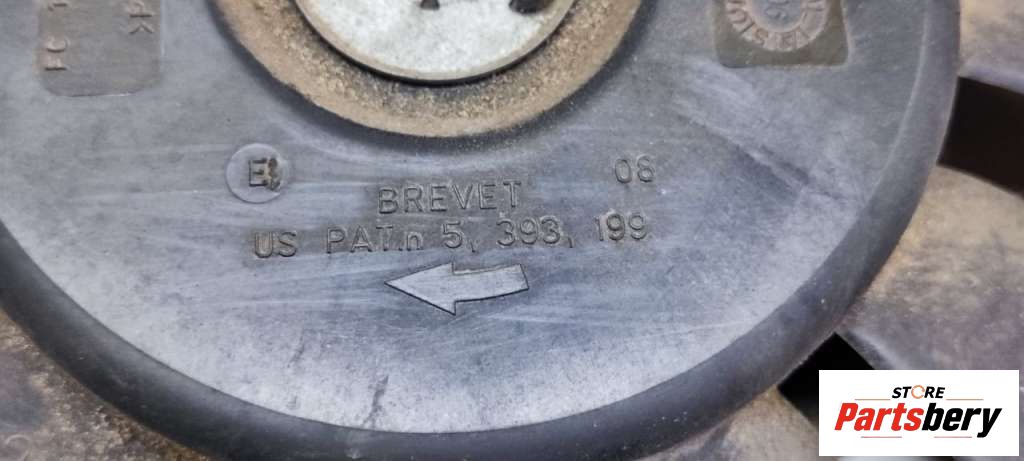 E
BREVET
08
US PAT.n 5, 393, 199
STORE
Partsbery